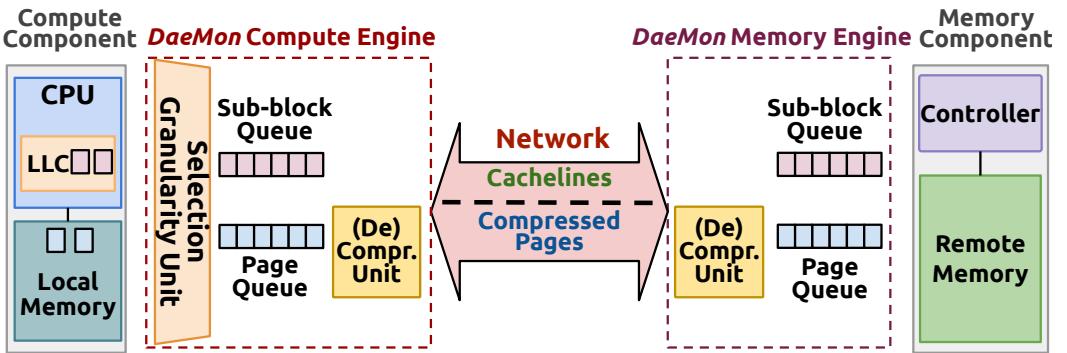 Compute
Component
CPU
LLC
Local
Memory
DaeMon Compute Engine
Selection
Granularity Unit
Sub-block
Queue
Page
Queue
(De)
Compr.
Unit
Network
Cachelines
Compressed
Pages
DaeMon Memory Engine
Sub-block
Queue
(De)
Compr.
Unit
Page
Queue
Memory
Component
Controller
Remote
Memory